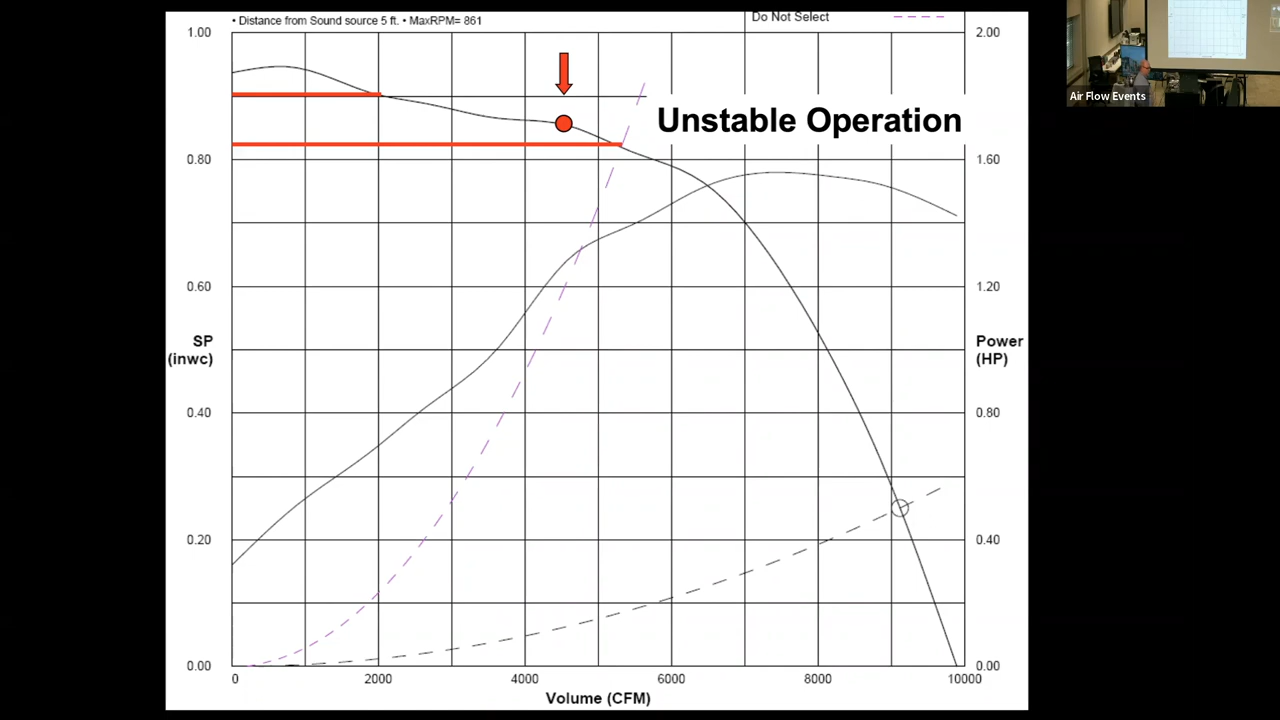 • Distance from Sound source 5 ft. • MaxRPM= 861
Do Not Select
1.00
2.00
Air Flow Events
Unstable Operation
0.80
1.60
0.60
1.20
SP
(inwc)
Power
(HP)
0.40
0.80
0.20
0.40
0.00
0.00
0
2000
4000
6000
8000
10000
Volume (CFM)